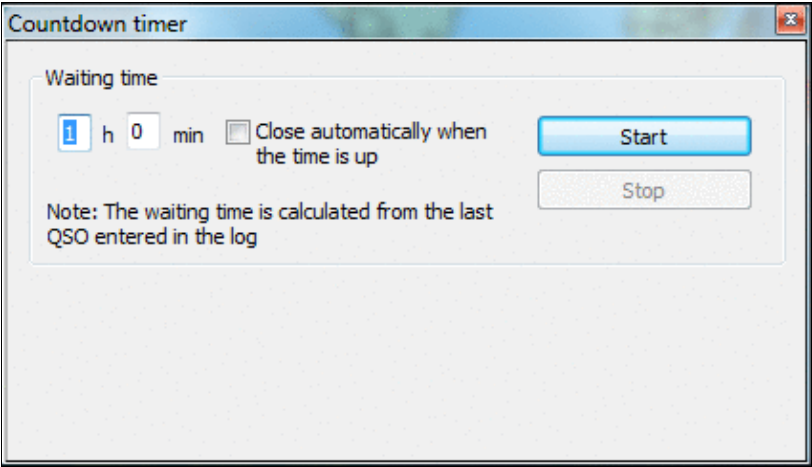 Countdown timer
Waiting time
1 h 0 min Close automatically when
the time is up
Start
Stop
Note: The waiting time is calculated from the last
QSO entered in the log